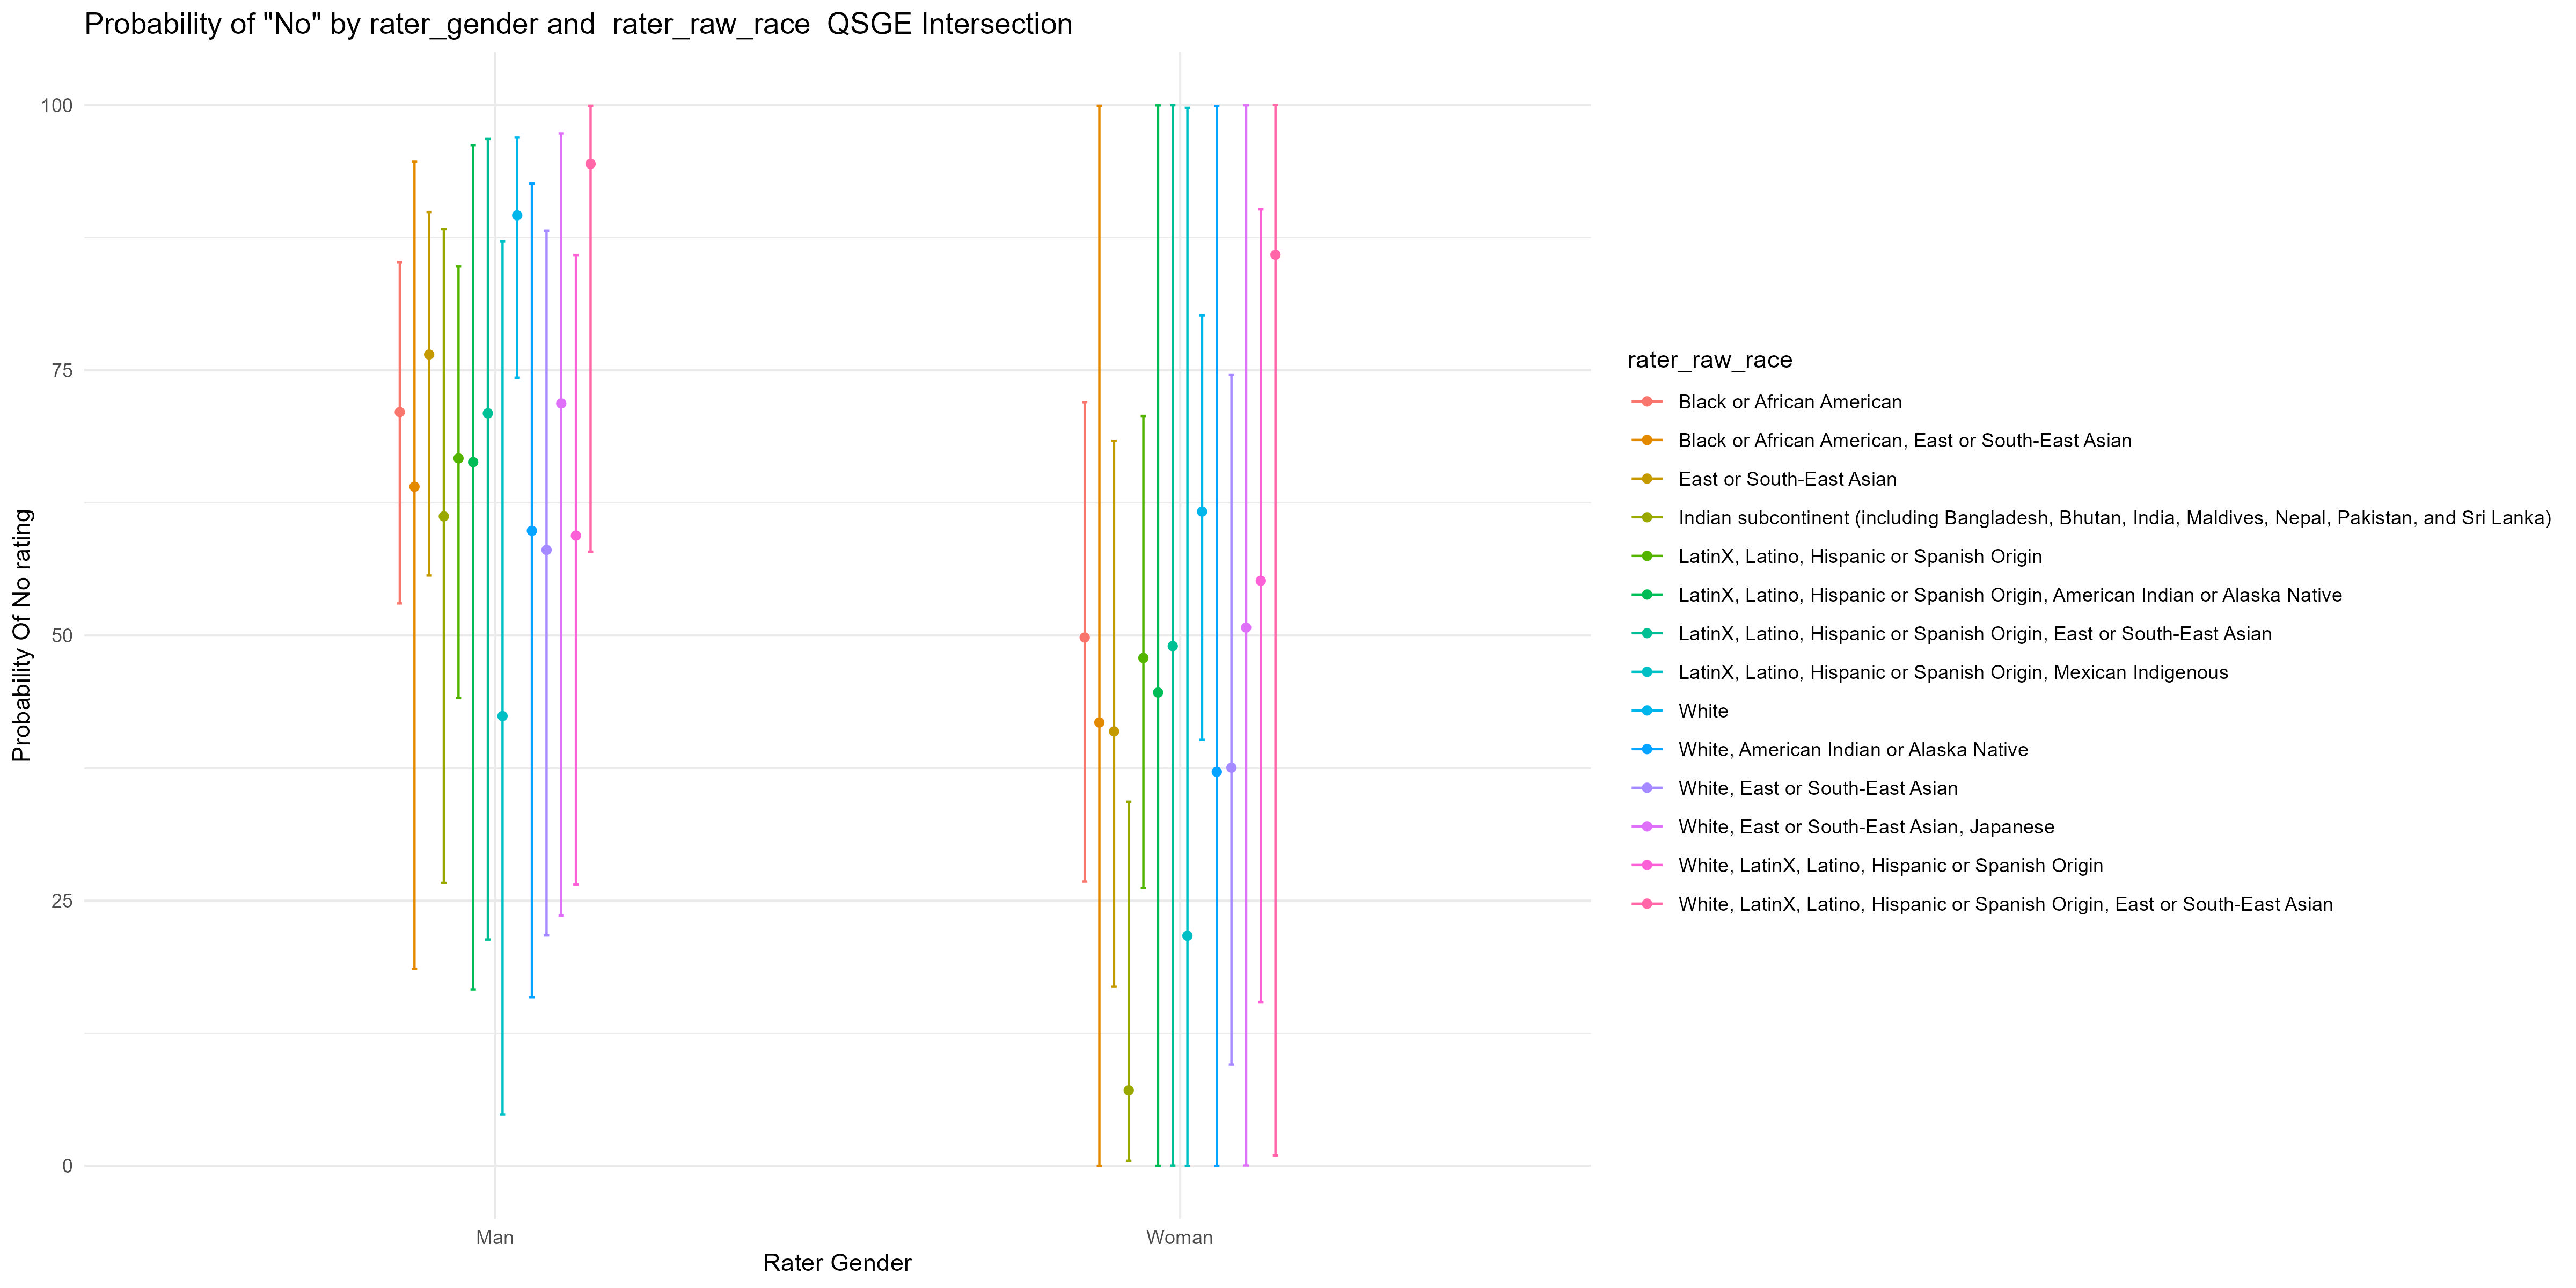 Probability of "No" by rater_gender and  rater_raw_race  QSGE Intersection
Probability Of No rating
100
75
50
25
0
Man
Woman
Rater Gender
rater_raw_race
Black or African American
Black or African American, East or South-East Asian
East or South-East Asian
Indian subcontinent (including Bangladesh, Bhutan, India, Maldives, Nepal, Pakistan, and Sri Lanka)
LatinX, Latino, Hispanic or Spanish Origin
LatinX, Latino, Hispanic or Spanish Origin, American Indian or Alaska Native
LatinX, Latino, Hispanic or Spanish Origin, East or South-East Asian
LatinX, Latino, Hispanic or Spanish Origin, Mexican Indigenous
White
White, American Indian or Alaska Native
White, East or South-East Asian
White, East or South-East Asian, Japanese
White, LatinX, Latino, Hispanic or Spanish Origin
White, LatinX, Latino, Hispanic or Spanish Origin, East or South-East Asian